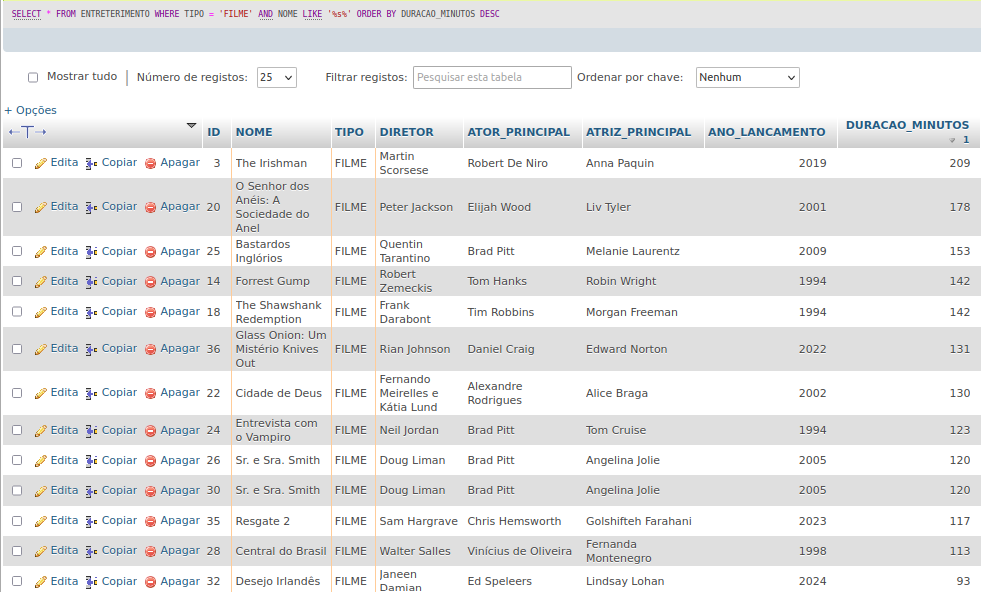 SELECT * FROM ENTRETERIMENTO WHERE TIPO = 'FILME' AND NOME LIKE '%s%' ORDER BY DURACAO_MINUTOS DESC
Mostrar tudo | Número de registos: 25 Filtrar registos: Pesquisar esta tabela Ordenar por chave: Nenhum
+ Opções
←T→ ID NOME TIPO DIRETOR ATOR_PRINCIPAL ATRIZ_PRINCIPAL ANO_LANCAMENTO DURACAO_MINUTOS 1
Edita Copiar Apagar 3 The Irishman FILME Martin Scorsese Robert De Niro Anna Paquin 2019 209
Edita Copiar Apagar 20 O Senhor dos Anéis: A Sociedade do Anel FILME Peter Jackson Elijah Wood Liv Tyler 2001 178
Edita Copiar Apagar 25 Bastardos Inglórios FILME Quentin Tarantino Brad Pitt Melanie Laurentz 2009 153
Edita Copiar Apagar 14 Forrest Gump FILME Robert Zemeckis Tom Hanks Robin Wright 1994 142
Edita Copiar Apagar 18 The Shawshank Redemption FILME Frank Darabont Tim Robbins Morgan Freeman 1994 142
Edita Copiar Apagar 36 Glass Onion: Um Mistério Knives Out FILME Rian Johnson Daniel Craig Edward Norton 2022 131
Edita Copiar Apagar 22 Cidade de Deus FILME Fernando Meirelles e Kátia Lund Alexandre Rodrigues Alice Braga 2002 130
Edita Copiar Apagar 24 Entrevista com o Vampiro FILME Neil Jordan Brad Pitt Tom Cruise 1994 123
Edita Copiar Apagar 26 Sr. e Sra. Smith FILME Doug Liman Brad Pitt Angelina Jolie 2005 120
Edita Copiar Apagar 30 Sr. e Sra. Smith FILME Doug Liman Brad Pitt Angelina Jolie 2005 120
Edita Copiar Apagar 35 Resgate 2 FILME Sam Hargrave Chris Hemsworth Golshifteh Farahani 2023 117
Edita Copiar Apagar 28 Central do Brasil FILME Walter Salles Vinícius de Oliveira Fernanda Montenegro 1998 113
Edita Copiar Apagar 32 Desejo Irlandês FILME Janeen Damian Ed Speleers Lindsay Lohan 2024 93